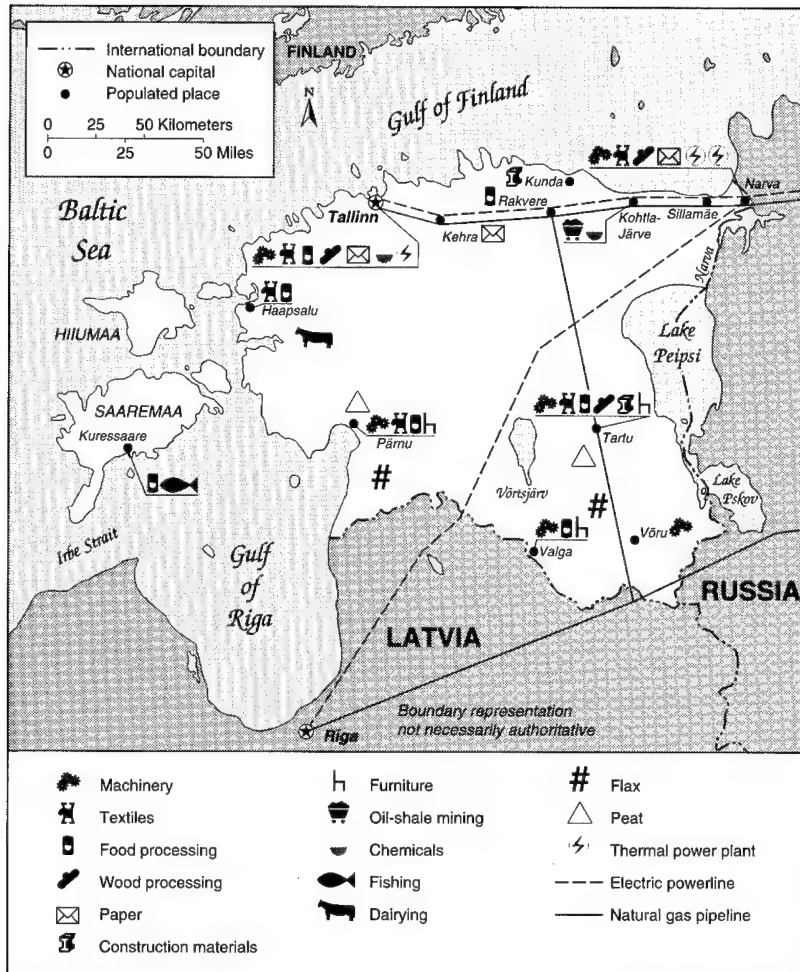 International boundary
National capital
Populated place
0 25 50 Kilometers
0 25 50 Miles
FINLAND
N
Gulf of Finland
Baltic
Sea
Tallinn
Kehra
Kunda
Rakvere
Kohtla-
Järve
Sillamäe
Narva
Narva
Haapsalu
HIIUMAA
Lake
Peipsi
SAAREMAA
Kuressaare
Pärnu
Tartu
Võrtsjärv
Lake
Pskov
Irbe Strait
Gulf
of
Riga
Valga
Võru
RUSSIA
LATVIA
Boundary representation
not necessarily authoritative
Riga
Machinery
Textiles
Food processing
Wood processing
Paper
Construction materials
Furniture
Oil-shale mining
Chemicals
Fishing
Dairying
Flax
Peat
Thermal power plant
Electric powerline
Natural gas pipeline